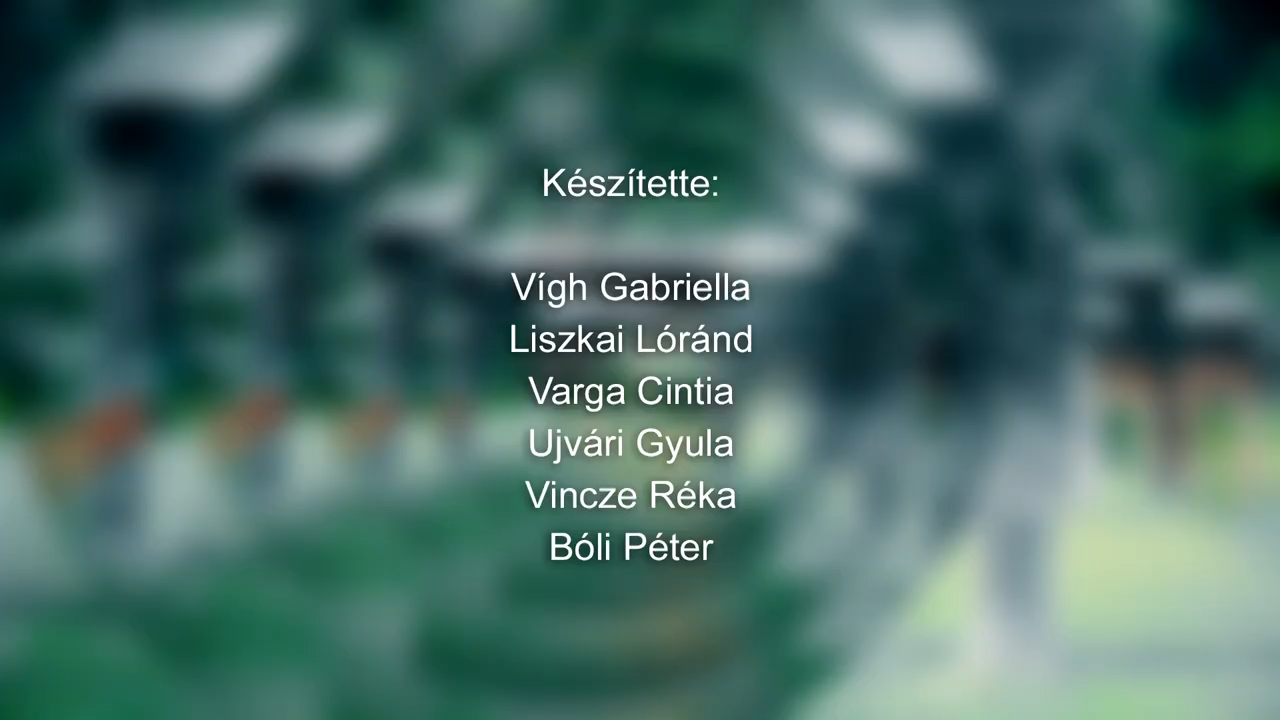 Készítette:
Vígh Gabriella
Liszkai Lóránd
Varga Cintia
Ujvári Gyula
Vincze Réka
Bóli Péter